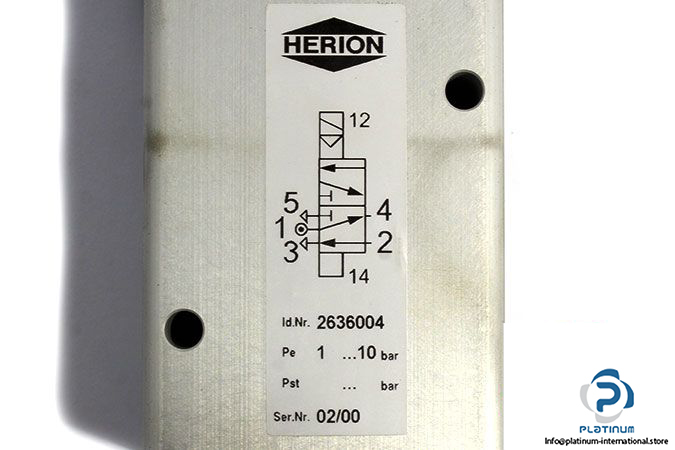 HERION
12
5
4
1
3
2
14
Id.Nr. 2636004
Pe 1 ...10 bar
Pst ... bar
Ser.Nr. 02/00
PLATINUM
Info@platinum-international.store